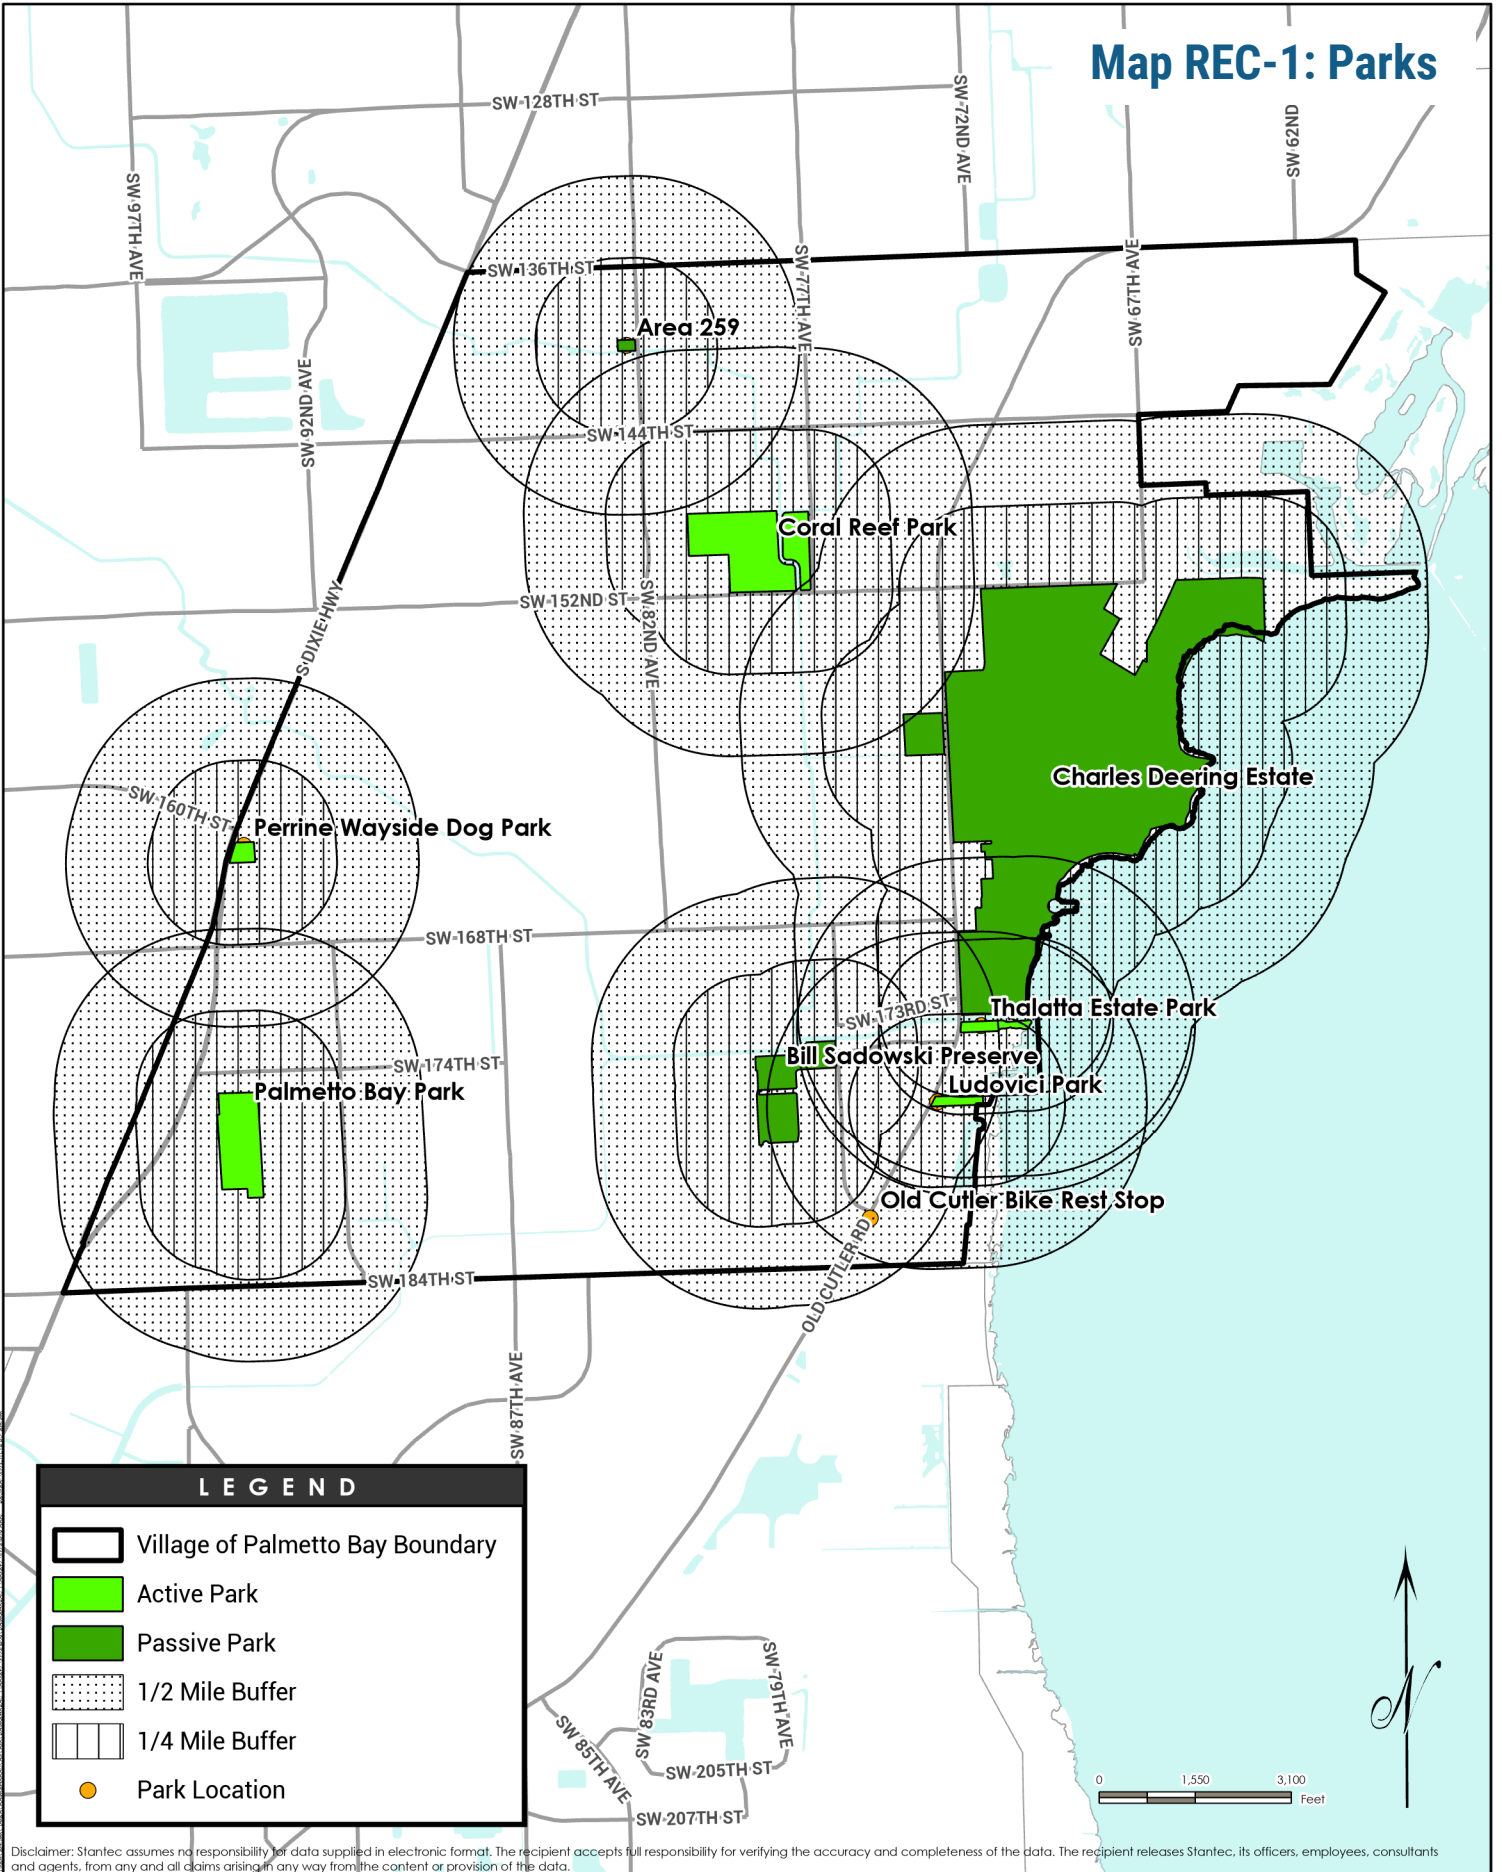 Map REC-1: Parks
SW 128TH ST
SW 72ND AVE
SW 62ND
SW 97TH AVE
SW 136TH ST
SW 77TH AVE
SW 67TH AVE
Area 259
SW 92ND AVE
SW 144TH ST
Coral Reef Park
SW 152ND ST
S DIXIE HWY
SW 82ND AVE
Charles Deering Estate
SW 160TH ST
Perrine Wayside Dog Park
SW 168TH ST
SW 173RD ST
Thalatta Estate Park
SW 174TH ST
Bill Sadowski Preserve
Palmetto Bay Park
Ludovici Park
Old Cutler Bike Rest Stop
OLD CUTLER RD
SW 184TH ST
SW 87TH AVE
LEGEND
Village of Palmetto Bay Boundary
Active Park
Passive Park
1/2 Mile Buffer
1/4 Mile Buffer
Park Location
SW 83RD AVE
SW 79TH AVE
SW 85TH AVE
SW 205TH ST
SW 207TH ST
N
0 1,550 3,100
Feet
Disclaimer: Stantec assumes no responsibility for data supplied in electronic format. The recipient accepts full responsibility for verifying the accuracy and completeness of the data. The recipient releases Stantec, its officers, employees, consultants
and agents, from any and all claims arising in any way from the content or provision of the data.